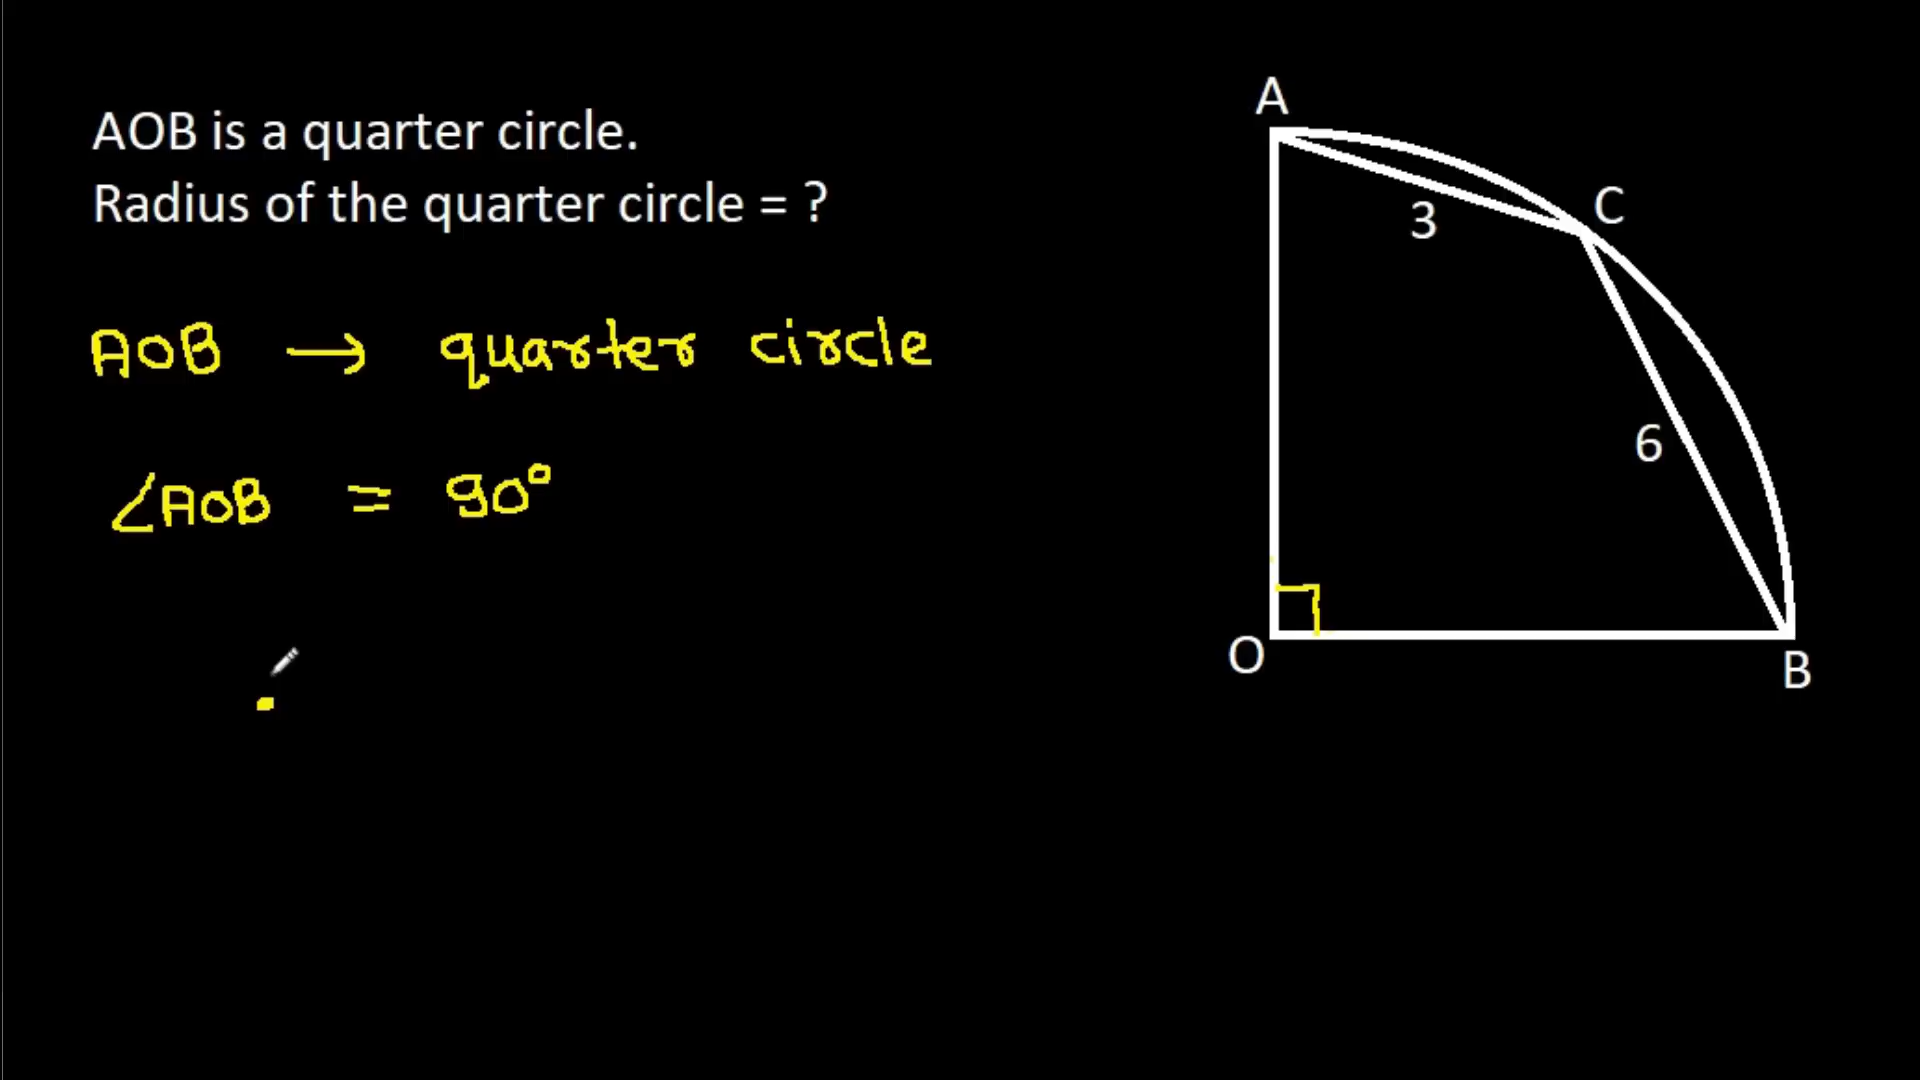 AOB is a quarter circle.
Radius of the quarter circle = ?
AOB → quarter circle
∠AOB = 90°
A
C
3
6
O
B